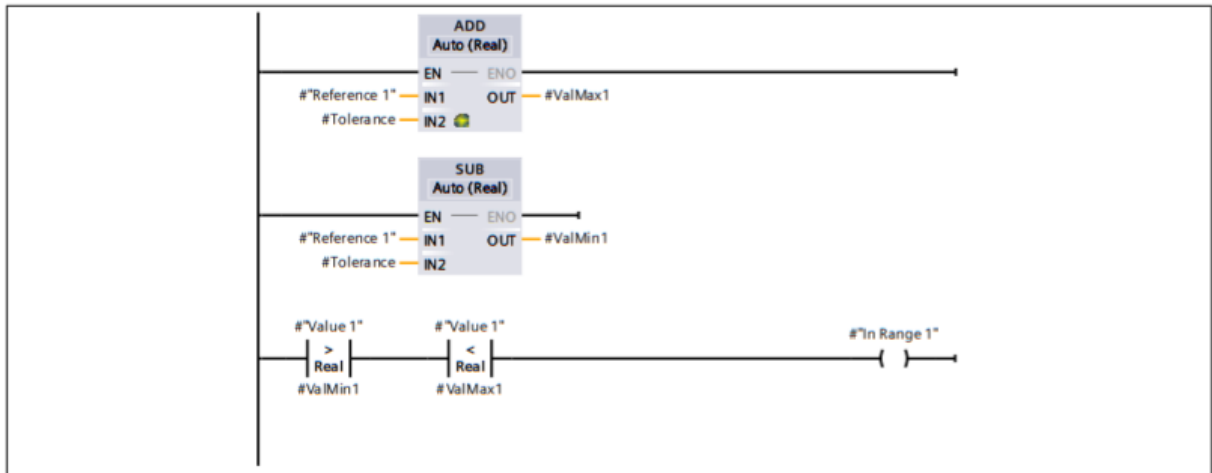 ADD
Auto (Real)
EN ENO
#"Reference 1" IN1 OUT #ValMax1
#Tolerance IN2
SUB
Auto (Real)
EN ENO
#"Reference 1" IN1 OUT #ValMin1
#Tolerance IN2
#"Value 1" #"Value 1" #"In Range 1"
> <
Real Real
#ValMin1 #ValMax1